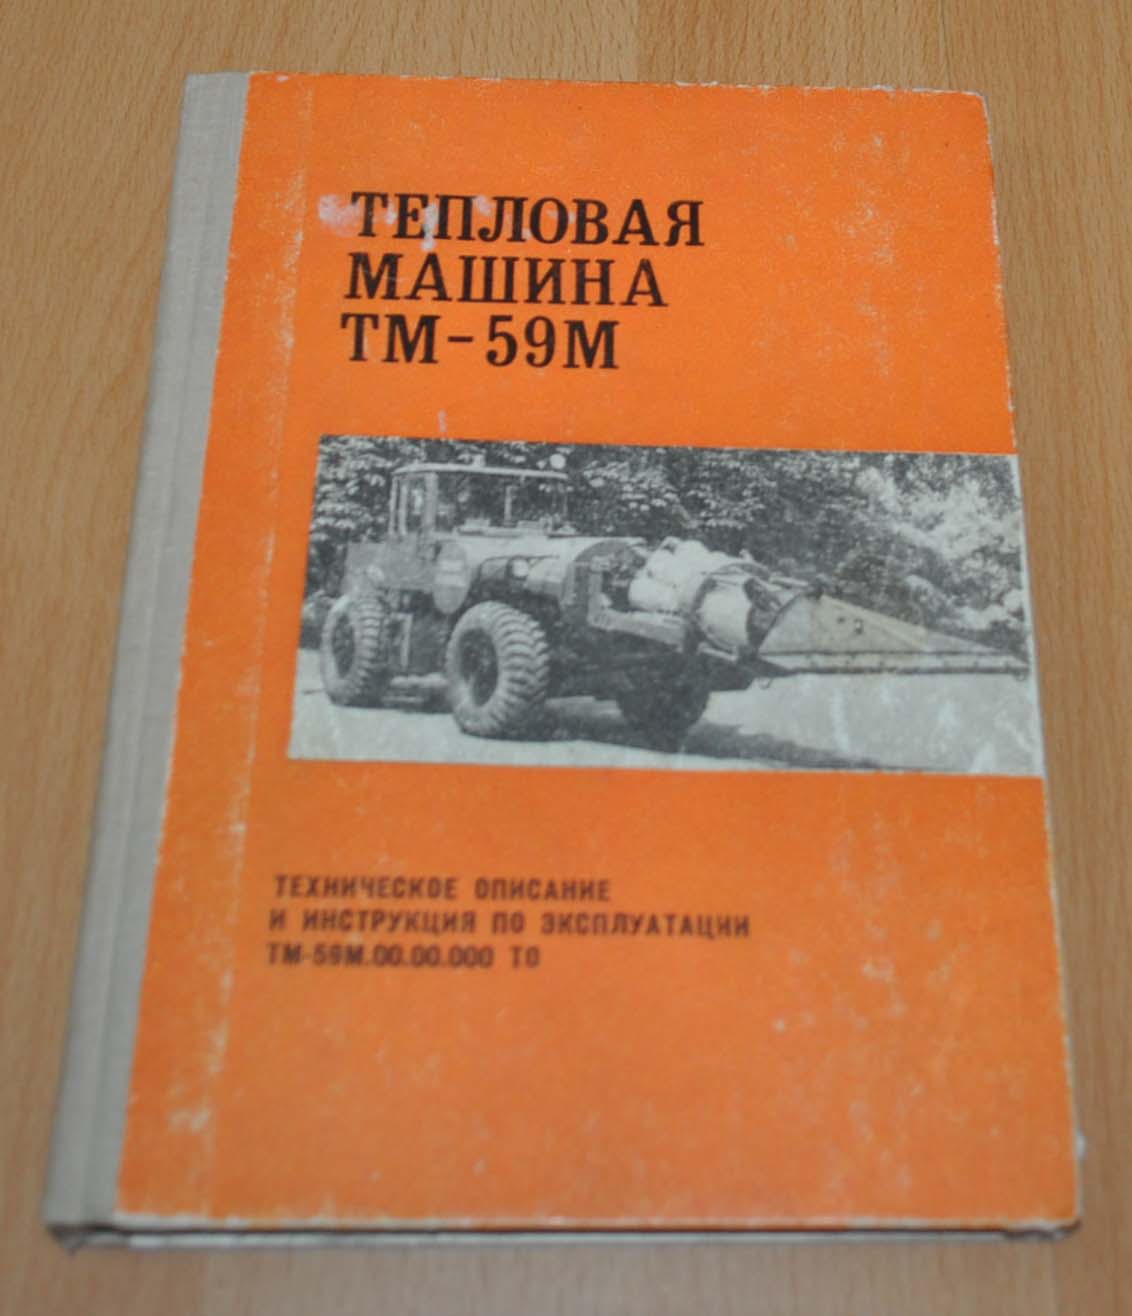 ТЕПЛОВАЯ
МАШИНА
ТМ-59М
ТЕХНИЧЕСКОЕ ОПИСАНИЕ
И ИНСТРУКЦИЯ ПО ЭКСПЛУАТАЦИИ
ТМ-59М.00.00.000 ТО